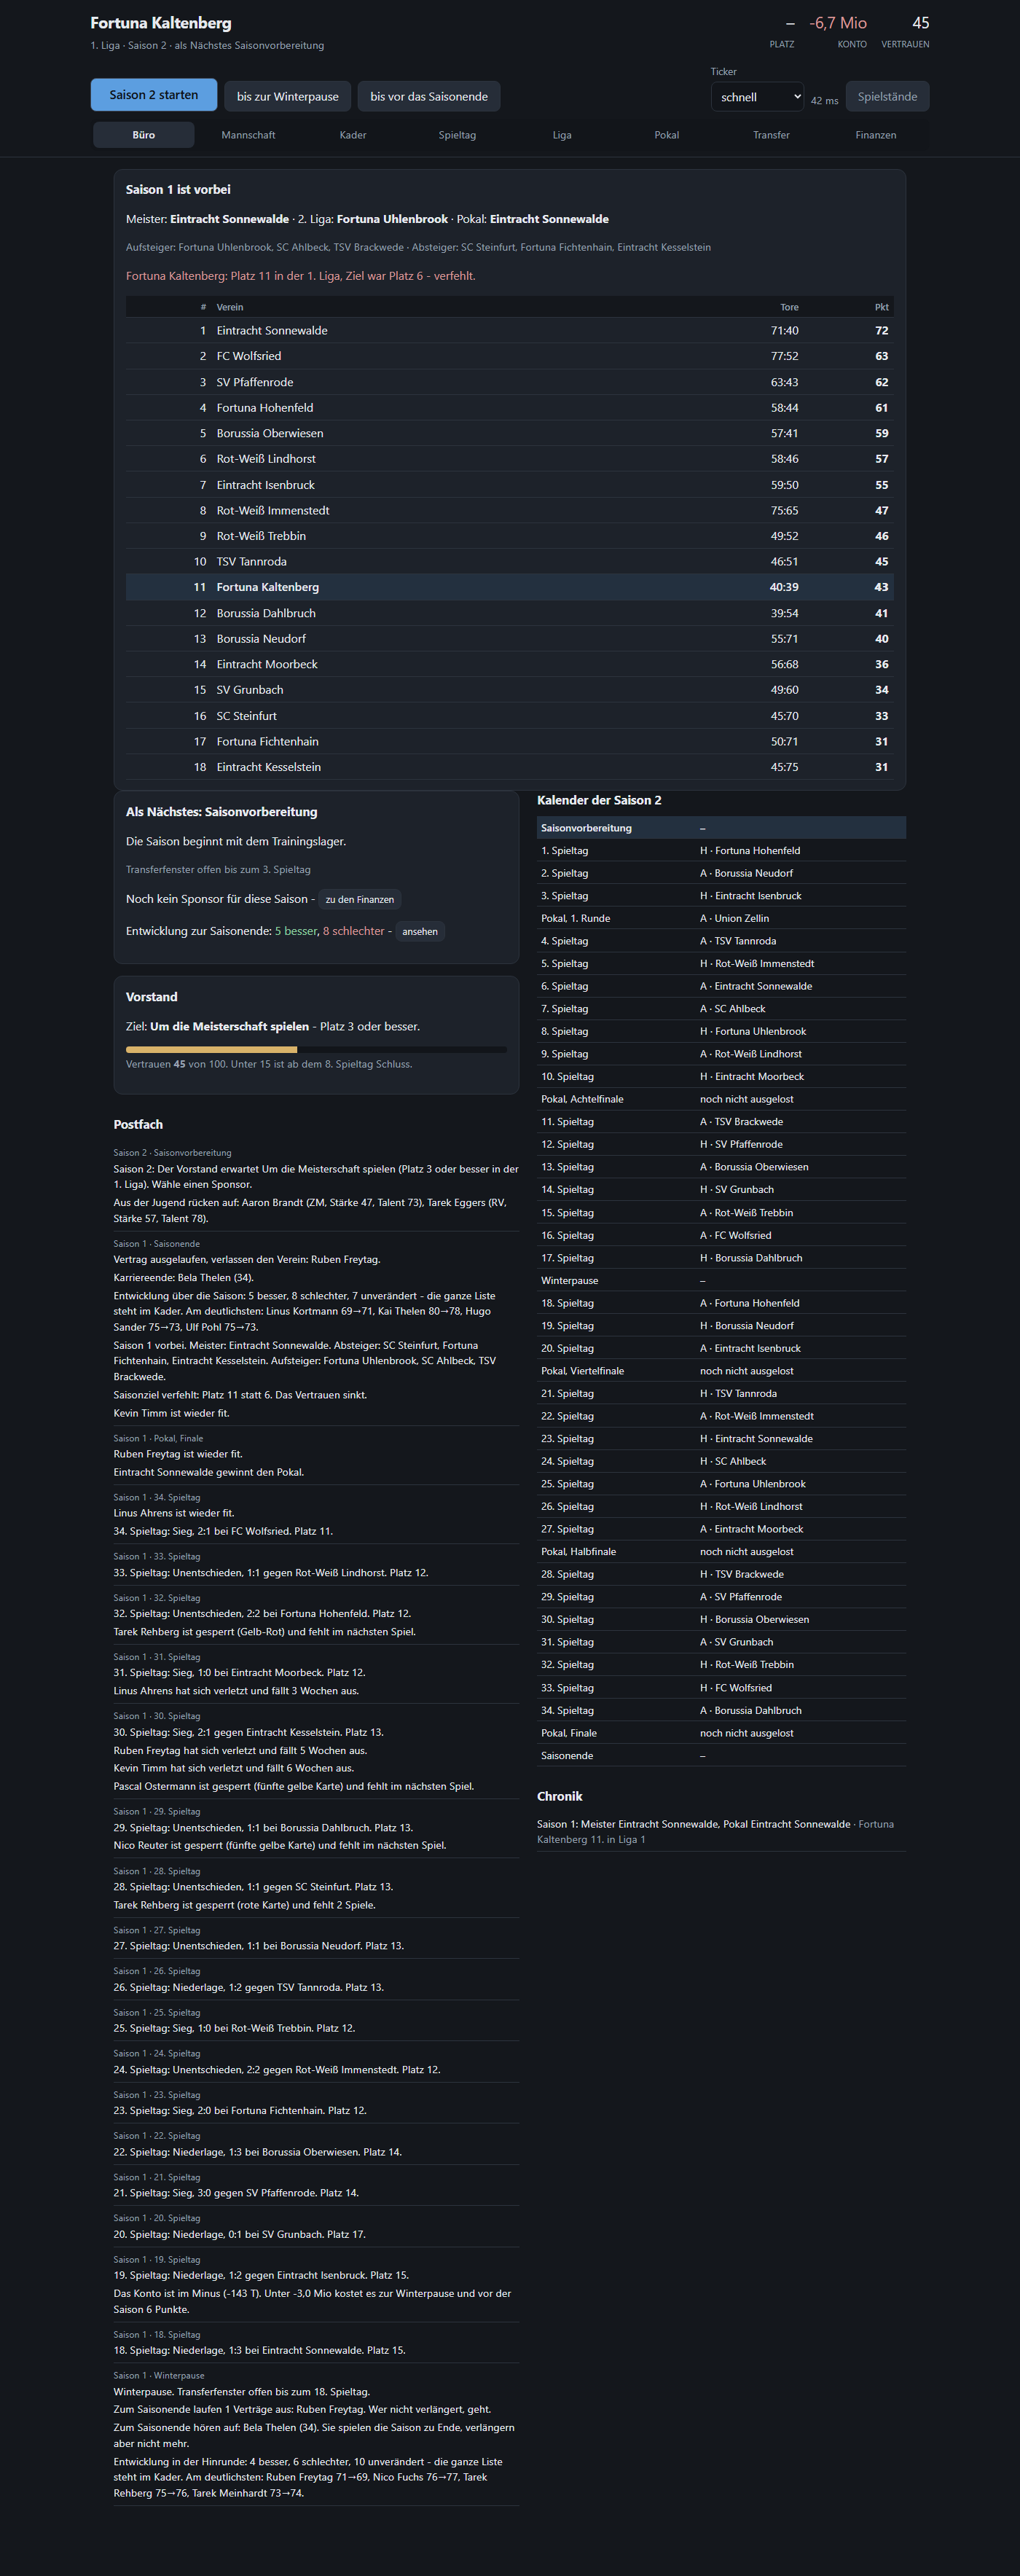 Fortuna Kaltenberg
1. Liga · Saison 2 · als Nächstes Saisonvorbereitung
– -6,7 Mio 45
PLATZ KONTO VERTRAUEN
Saison 2 starten
bis zur Winterpause
bis vor das Saisonende
Ticker
schnell
42 ms
Spielstände
Büro Mannschaft Kader Spieltag Liga Pokal Transfer Finanzen
Saison 1 ist vorbei
Meister: Eintracht Sonnewalde · 2. Liga: Fortuna Uhlenbrook · Pokal: Eintracht Sonnewalde
Aufsteiger: Fortuna Uhlenbrook, SC Ahlbeck, TSV Brackwede · Absteiger: SC Steinfurt, Fortuna Fichtenhain, Eintracht Kesselstein
Fortuna Kaltenberg: Platz 11 in der 1. Liga, Ziel war Platz 6 - verfehlt.
# Verein Tore Pkt
1 Eintracht Sonnewalde 71:40 72
2 FC Wolfsried 77:52 63
3 SV Pfaffenrode 63:43 62
4 Fortuna Hohenfeld 58:44 61
5 Borussia Oberwiesen 57:41 59
6 Rot-Weiß Lindhorst 58:46 57
7 Eintracht Isenbruck 59:50 55
8 Rot-Weiß Immenstedt 75:65 47
9 Rot-Weiß Trebbin 49:52 46
10 TSV Tannroda 46:51 45
11 Fortuna Kaltenberg 40:39 43
12 Borussia Dahlbruch 39:54 41
13 Borussia Neudorf 55:71 40
14 Eintracht Moorbeck 56:68 36
15 SV Grunbach 49:60 34
16 SC Steinfurt 45:70 33
17 Fortuna Fichtenhain 50:71 31
18 Eintracht Kesselstein 45:75 31
Als Nächstes: Saisonvorbereitung
Die Saison beginnt mit dem Trainingslager.
Transferfenster offen bis zum 3. Spieltag
Noch kein Sponsor für diese Saison - zu den Finanzen
Entwicklung zur Saisonende: 5 besser, 8 schlechter - ansehen
Vorstand
Ziel: Um die Meisterschaft spielen - Platz 3 oder besser.
Vertrauen 45 von 100. Unter 15 ist ab dem 8. Spieltag Schluss.
Postfach
Saison 2 · Saisonvorbereitung
Saison 2: Der Vorstand erwartet Um die Meisterschaft spielen (Platz 3 oder besser in der
1. Liga). Wähle einen Sponsor.
Aus der Jugend rücken auf: Aaron Brandt (ZM, Stärke 47, Talent 73), Tarek Eggers (RV,
Stärke 57, Talent 78).
Saison 1 · Saisonende
Vertrag ausgelaufen, verlassen den Verein: Ruben Freytag.
Karriereende: Bela Thelen (34).
Entwicklung über die Saison: 5 besser, 8 schlechter, 7 unverändert - die ganze Liste
steht im Kader. Am deutlichsten: Linus Kortmann 69→71, Kai Thelen 80→78, Hugo
Sander 75→73, Ulf Pohl 75→73.
Saison 1 vorbei. Meister: Eintracht Sonnewalde. Absteiger: SC Steinfurt, Fortuna
Fichtenhain, Eintracht Kesselstein. Aufsteiger: Fortuna Uhlenbrook, SC Ahlbeck, TSV
Brackwede.
Saisonziel verfehlt: Platz 11 statt 6. Das Vertrauen sinkt.
Kevin Timm ist wieder fit.
Saison 1 · Pokal, Finale
Ruben Freytag ist wieder fit.
Eintracht Sonnewalde gewinnt den Pokal.
Saison 1 · 34. Spieltag
Linus Ahrens ist wieder fit.
34. Spieltag: Sieg, 2:1 bei FC Wolfsried. Platz 11.
Saison 1 · 33. Spieltag
33. Spieltag: Unentschieden, 1:1 gegen Rot-Weiß Lindhorst. Platz 12.
Saison 1 · 32. Spieltag
32. Spieltag: Unentschieden, 2:2 bei Fortuna Hohenfeld. Platz 12.
Tarek Rehberg ist gesperrt (Gelb-Rot) und fehlt im nächsten Spiel.
Saison 1 · 31. Spieltag
31. Spieltag: Sieg, 1:0 bei Eintracht Moorbeck. Platz 12.
Linus Ahrens hat sich verletzt und fällt 3 Wochen aus.
Saison 1 · 30. Spieltag
30. Spieltag: Sieg, 2:1 gegen Eintracht Kesselstein. Platz 13.
Ruben Freytag hat sich verletzt und fällt 5 Wochen aus.
Kevin Timm hat sich verletzt und fällt 6 Wochen aus.
Pascal Ostermann ist gesperrt (fünfte gelbe Karte) und fehlt im nächsten Spiel.
Saison 1 · 29. Spieltag
29. Spieltag: Unentschieden, 1:1 bei Borussia Dahlbruch. Platz 13.
Nico Reuter ist gesperrt (fünfte gelbe Karte) und fehlt im nächsten Spiel.
Saison 1 · 28. Spieltag
28. Spieltag: Unentschieden, 1:1 gegen SC Steinfurt. Platz 13.
Tarek Rehberg ist gesperrt (rote Karte) und fehlt 2 Spiele.
Saison 1 · 27. Spieltag
27. Spieltag: Unentschieden, 1:1 bei Borussia Neudorf. Platz 13.
Saison 1 · 26. Spieltag
26. Spieltag: Niederlage, 1:2 gegen TSV Tannroda. Platz 13.
Saison 1 · 25. Spieltag
25. Spieltag: Sieg, 1:0 bei Rot-Weiß Trebbin. Platz 12.
Saison 1 · 24. Spieltag
24. Spieltag: Unentschieden, 2:2 gegen Rot-Weiß Immenstedt. Platz 12.
Saison 1 · 23. Spieltag
23. Spieltag: Sieg, 2:0 bei Fortuna Fichtenhain. Platz 12.
Saison 1 · 22. Spieltag
22. Spieltag: Niederlage, 1:3 bei Borussia Oberwiesen. Platz 14.
Saison 1 · 21. Spieltag
21. Spieltag: Sieg, 3:0 gegen SV Pfaffenrode. Platz 14.
Saison 1 · 20. Spieltag
20. Spieltag: Niederlage, 0:1 bei SV Grunbach. Platz 17.
Saison 1 · 19. Spieltag
19. Spieltag: Niederlage, 1:2 gegen Eintracht Isenbruck. Platz 15.
Das Konto ist im Minus (-143 T). Unter -3,0 Mio kostet es zur Winterpause und vor der
Saison 6 Punkte.
Saison 1 · 18. Spieltag
18. Spieltag: Niederlage, 1:3 bei Eintracht Sonnewalde. Platz 15.
Saison 1 · Winterpause
Winterpause. Transferfenster offen bis zum 18. Spieltag.
Zum Saisonende laufen 1 Verträge aus: Ruben Freytag. Wer nicht verlängert, geht.
Zum Saisonende hören auf: Bela Thelen (34). Sie spielen die Saison zu Ende, verlängern
aber nicht mehr.
Entwicklung in der Hinrunde: 4 besser, 6 schlechter, 10 unverändert - die ganze Liste
steht im Kader. Am deutlichsten: Ruben Freytag 71→69, Nico Fuchs 76→77, Tarek
Rehberg 75→76, Tarek Meinhardt 73→74.
Kalender der Saison 2
Saisonvorbereitung –
1. Spieltag H · Fortuna Hohenfeld
2. Spieltag A · Borussia Neudorf
3. Spieltag H · Eintracht Isenbruck
Pokal, 1. Runde A · Union Zellin
4. Spieltag A · TSV Tannroda
5. Spieltag H · Rot-Weiß Immenstedt
6. Spieltag A · Eintracht Sonnewalde
7. Spieltag A · SC Ahlbeck
8. Spieltag H · Fortuna Uhlenbrook
9. Spieltag A · Rot-Weiß Lindhorst
10. Spieltag H · Eintracht Moorbeck
Pokal, Achtelfinale noch nicht ausgelost
11. Spieltag A · TSV Brackwede
12. Spieltag H · SV Pfaffenrode
13. Spieltag A · Borussia Oberwiesen
14. Spieltag H · SV Grunbach
15. Spieltag A · Rot-Weiß Trebbin
16. Spieltag A · FC Wolfsried
17. Spieltag H · Borussia Dahlbruch
Winterpause –
18. Spieltag A · Fortuna Hohenfeld
19. Spieltag H · Borussia Neudorf
20. Spieltag A · Eintracht Isenbruck
Pokal, Viertelfinale noch nicht ausgelost
21. Spieltag H · TSV Tannroda
22. Spieltag A · Rot-Weiß Immenstedt
23. Spieltag H · Eintracht Sonnewalde
24. Spieltag H · SC Ahlbeck
25. Spieltag A · Fortuna Uhlenbrook
26. Spieltag H · Rot-Weiß Lindhorst
27. Spieltag A · Eintracht Moorbeck
Pokal, Halbfinale noch nicht ausgelost
28. Spieltag H · TSV Brackwede
29. Spieltag A · SV Pfaffenrode
30. Spieltag H · Borussia Oberwiesen
31. Spieltag A · SV Grunbach
32. Spieltag H · Rot-Weiß Trebbin
33. Spieltag H · FC Wolfsried
34. Spieltag A · Borussia Dahlbruch
Pokal, Finale noch nicht ausgelost
Saisonende –
Chronik
Saison 1: Meister Eintracht Sonnewalde, Pokal Eintracht Sonnewalde · Fortuna
Kaltenberg 11. in Liga 1